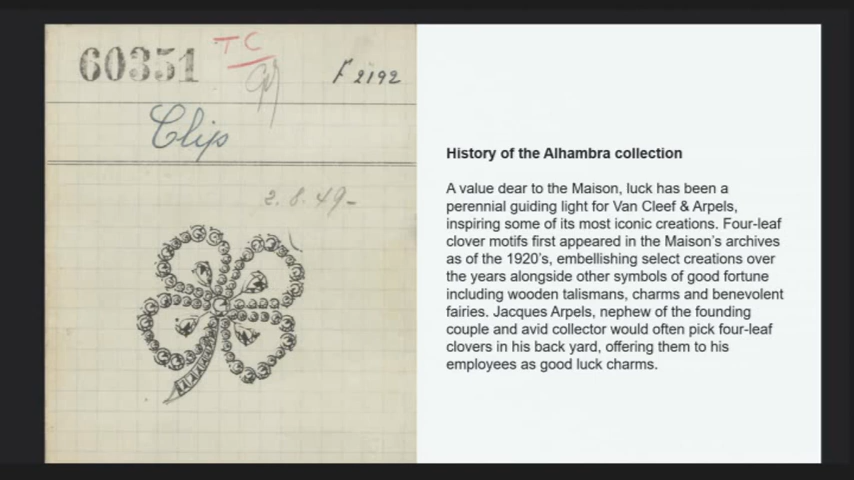 60351
TC
F 2192
Clip
2.8.49-
History of the Alhambra collection
A value dear to the Maison, luck has been a
perennial guiding light for Van Cleef & Arpels,
inspiring some of its most iconic creations. Four-leaf
clover motifs first appeared in the Maison's archives
as of the 1920's, embellishing select creations over
the years alongside other symbols of good fortune
including wooden talismans, charms and benevolent
fairies. Jacques Arpels, nephew of the founding
couple and avid collector would often pick four-leaf
clovers in his back yard, offering them to his
employees as good luck charms.